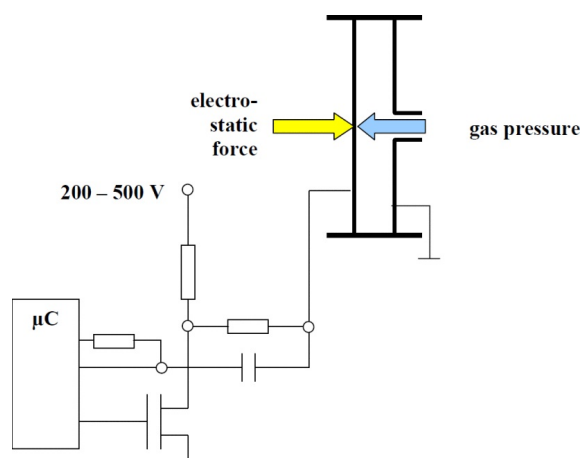 electro-
static
force
gas pressure
200 – 500 V
µC